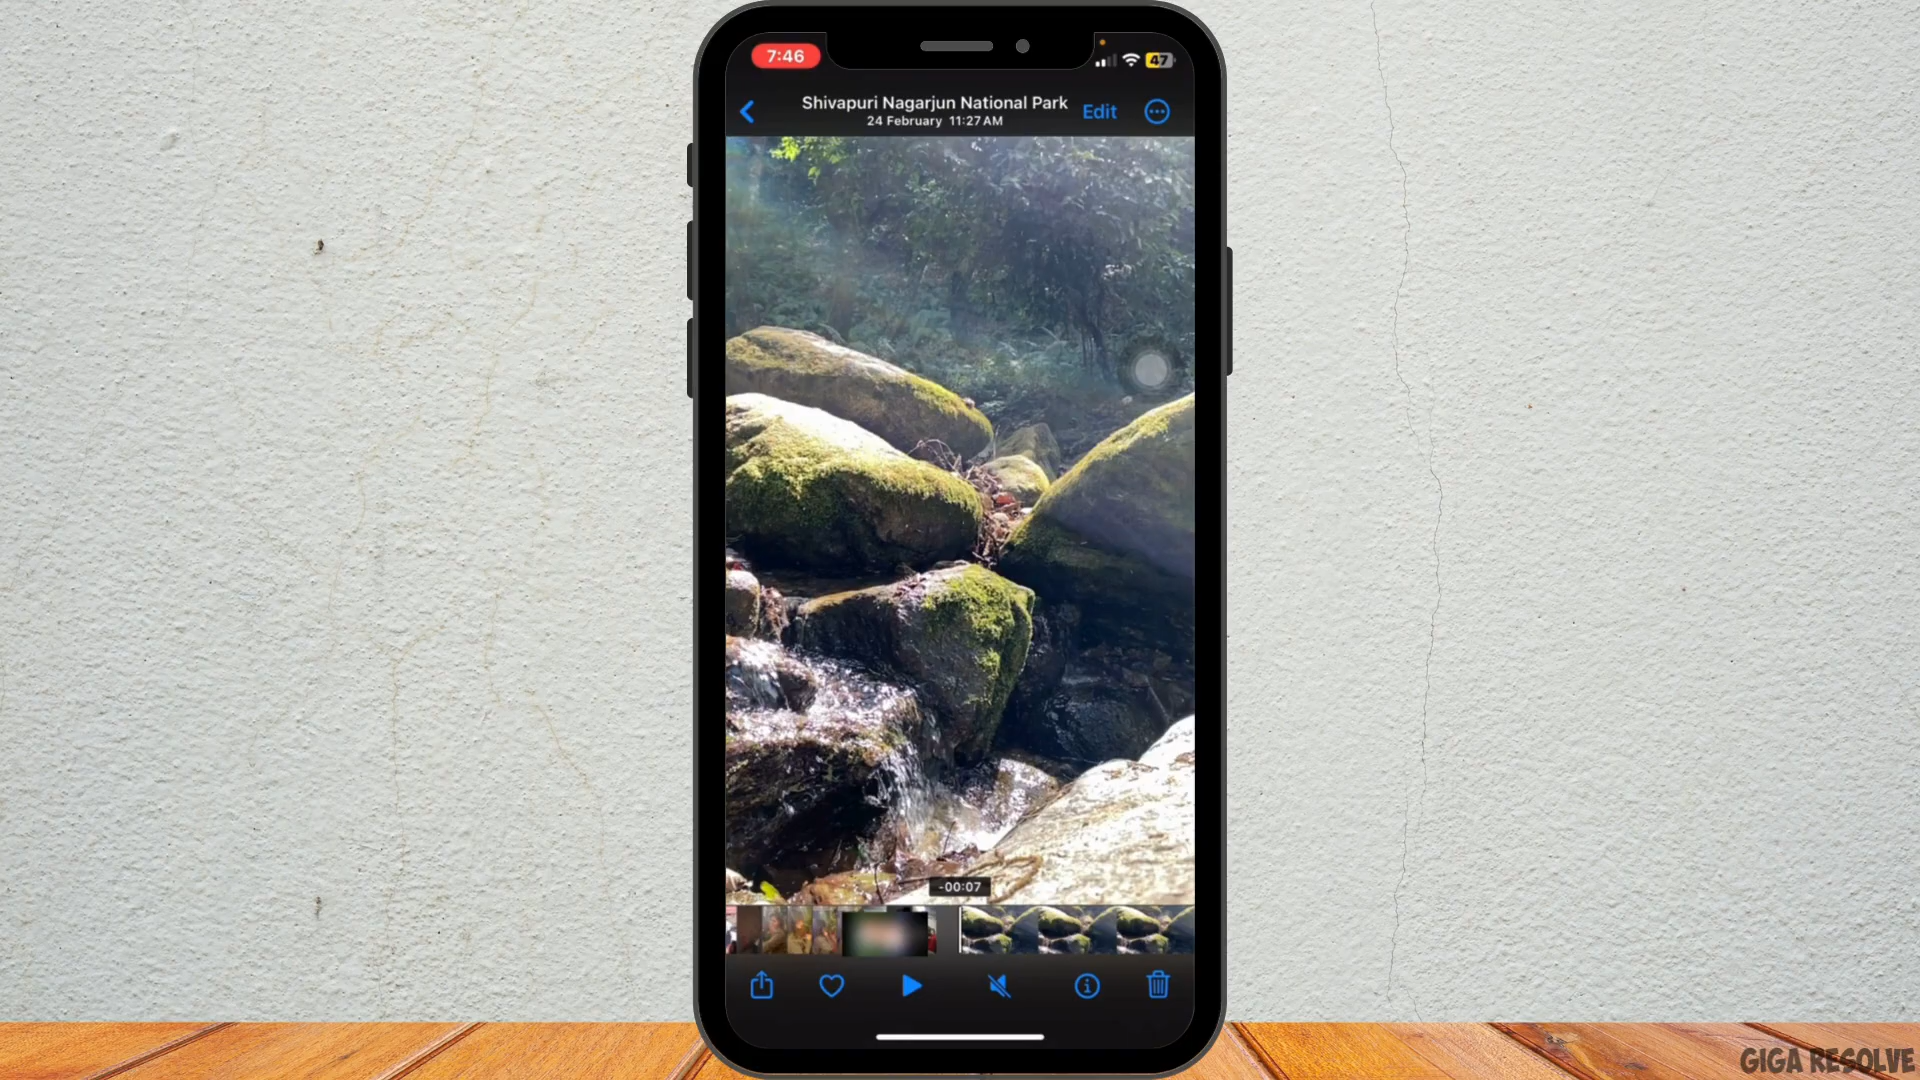 7:46
47
Shivapuri Nagarjun National Park
Edit
24 February 11:27 AM
-00:07
GIGA RESOLVE